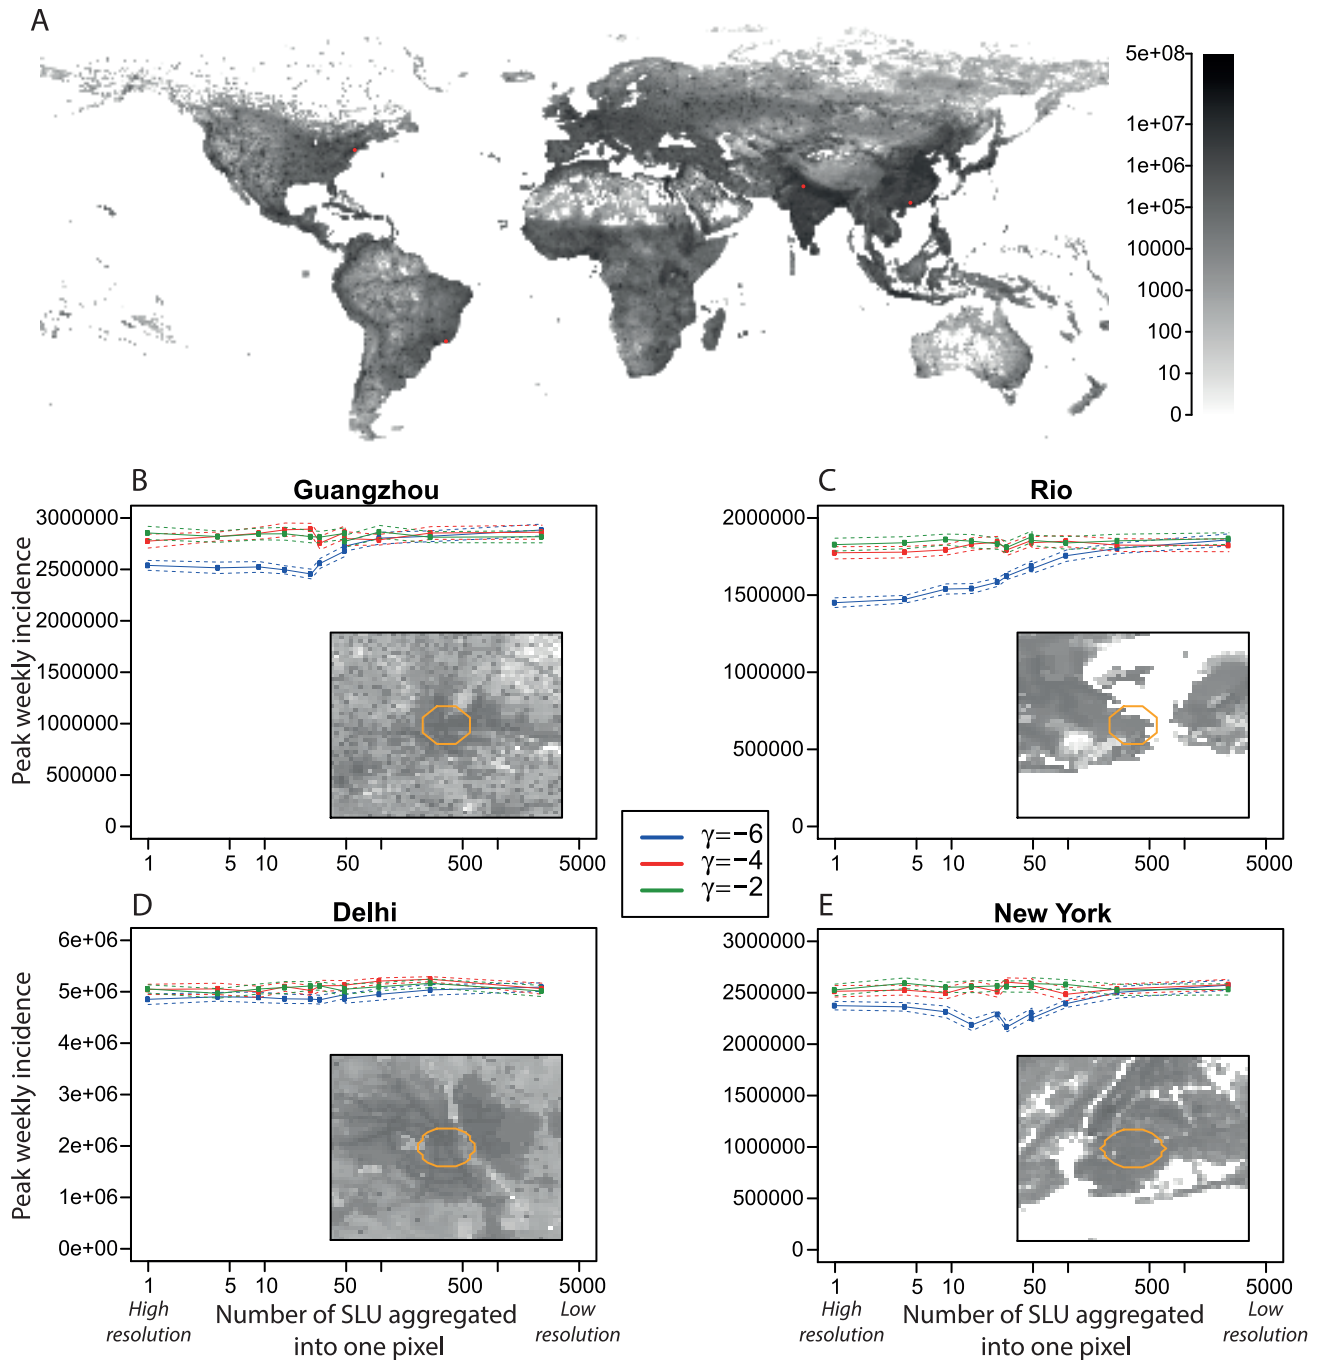 A
5e+08
1e+07
1e+06
1e+05
10000
1000
100
10
0
B
Guangzhou
Peak weekly incidence
3000000
2500000
2000000
1500000
1000000
500000
0
1 5 10 50 500 5000
C
Rio
2000000
1500000
1000000
500000
0
1 5 10 50 500 5000
γ=−6
γ=−4
γ=−2
D
Delhi
Peak weekly incidence
6e+06
5e+06
4e+06
3e+06
2e+06
1e+06
0e+00
1 5 10 50 500 5000
High resolution
Number of SLU aggregated
into one pixel
Low resolution
E
New York
3000000
2500000
2000000
1500000
1000000
500000
0
1 5 10 50 500 5000
High resolution
Number of SLU aggregated
into one pixel
Low resolution